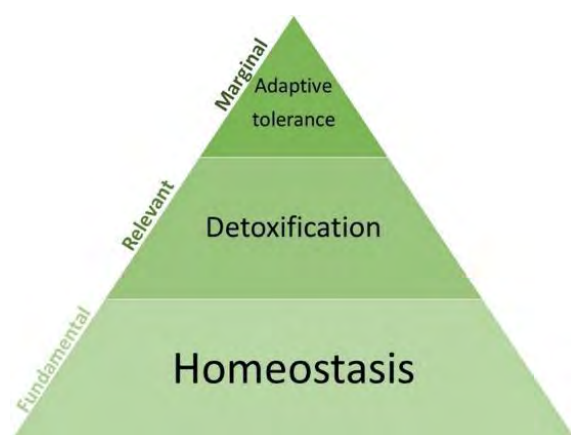 Marginal
Adaptive
tolerance
Relevant
Detoxification
Fundamental
Homeostasis